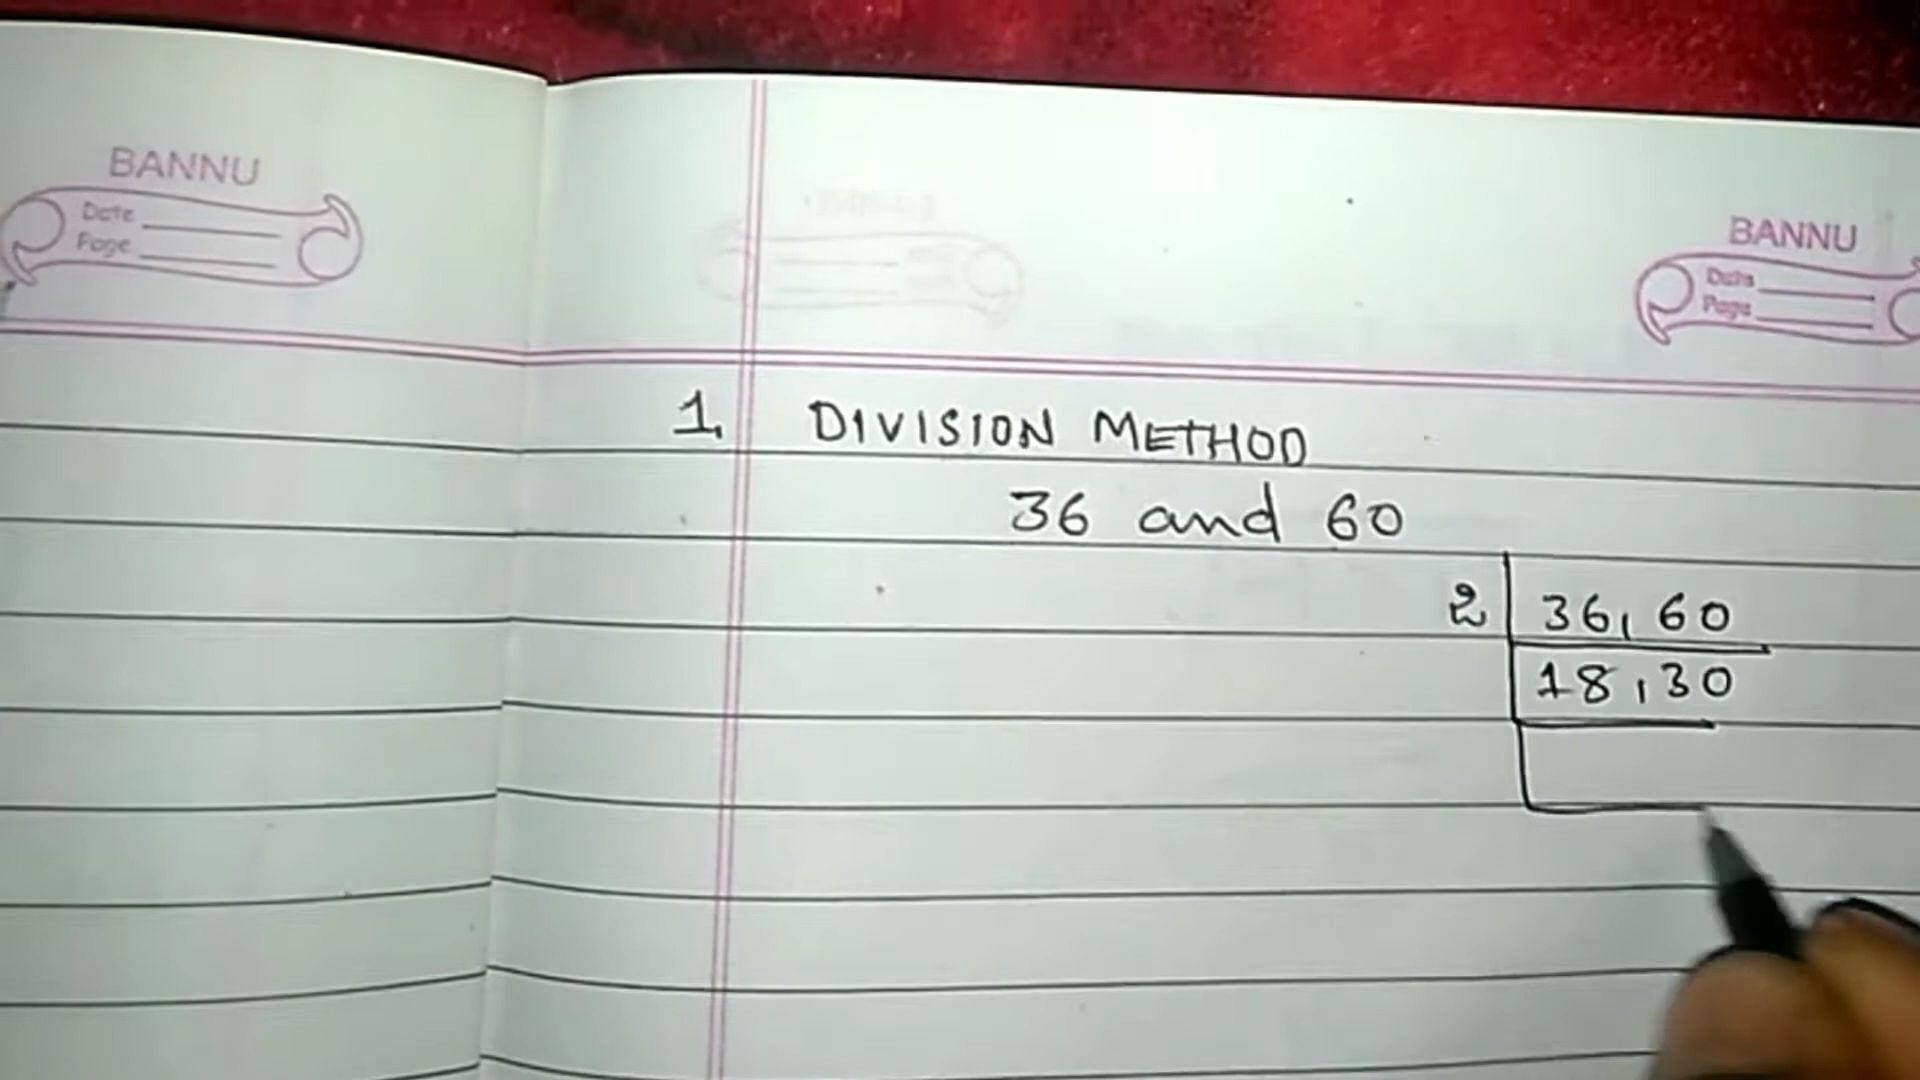 BANNU
Date
Page
BANNU
Date
Page
1. DIVISION METHOD
36 and 60
2 36, 60
18, 30